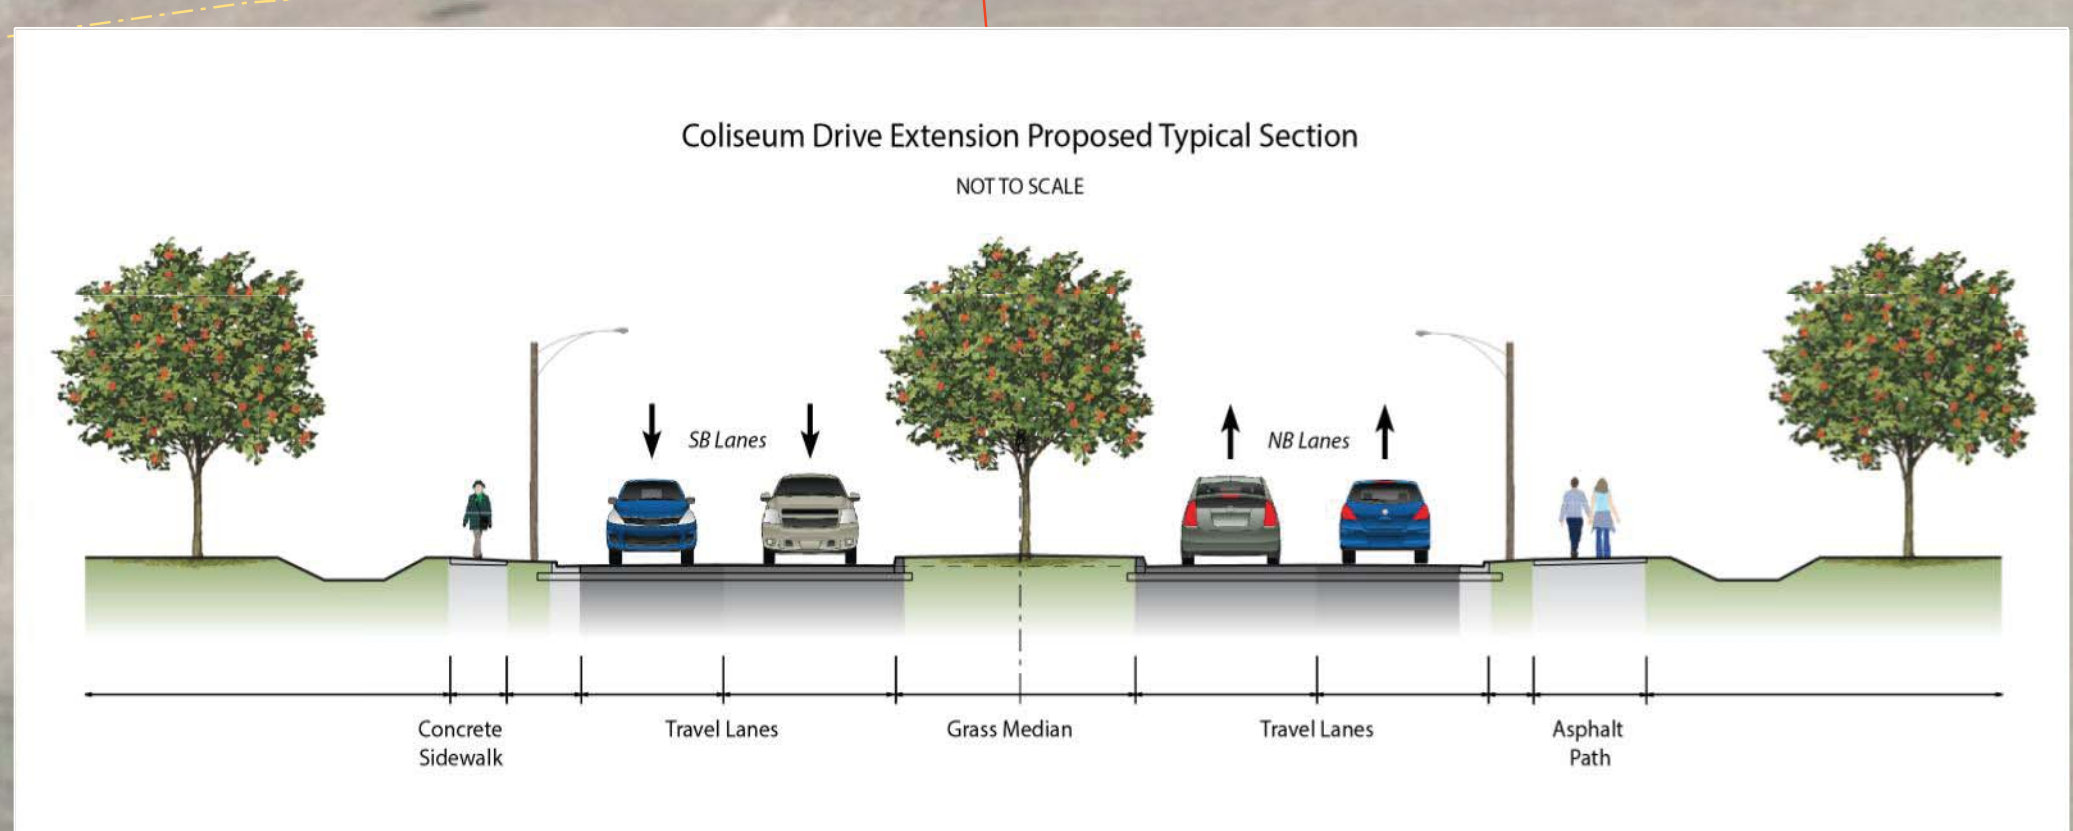 Coliseum Drive Extension Proposed Typical Section
NOT TO SCALE
SB Lanes
NB Lanes
Concrete
Sidewalk
Travel Lanes
Grass Median
Travel Lanes
Asphalt
Path